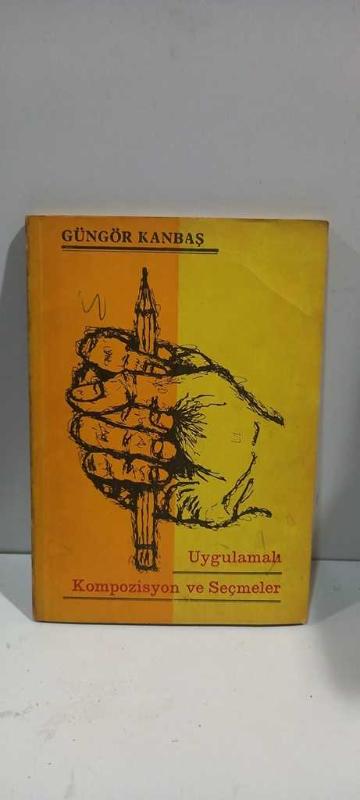 GÜNGÖR KANBAŞ
Uygulamalı
Kompozisyon ve Seçmeler